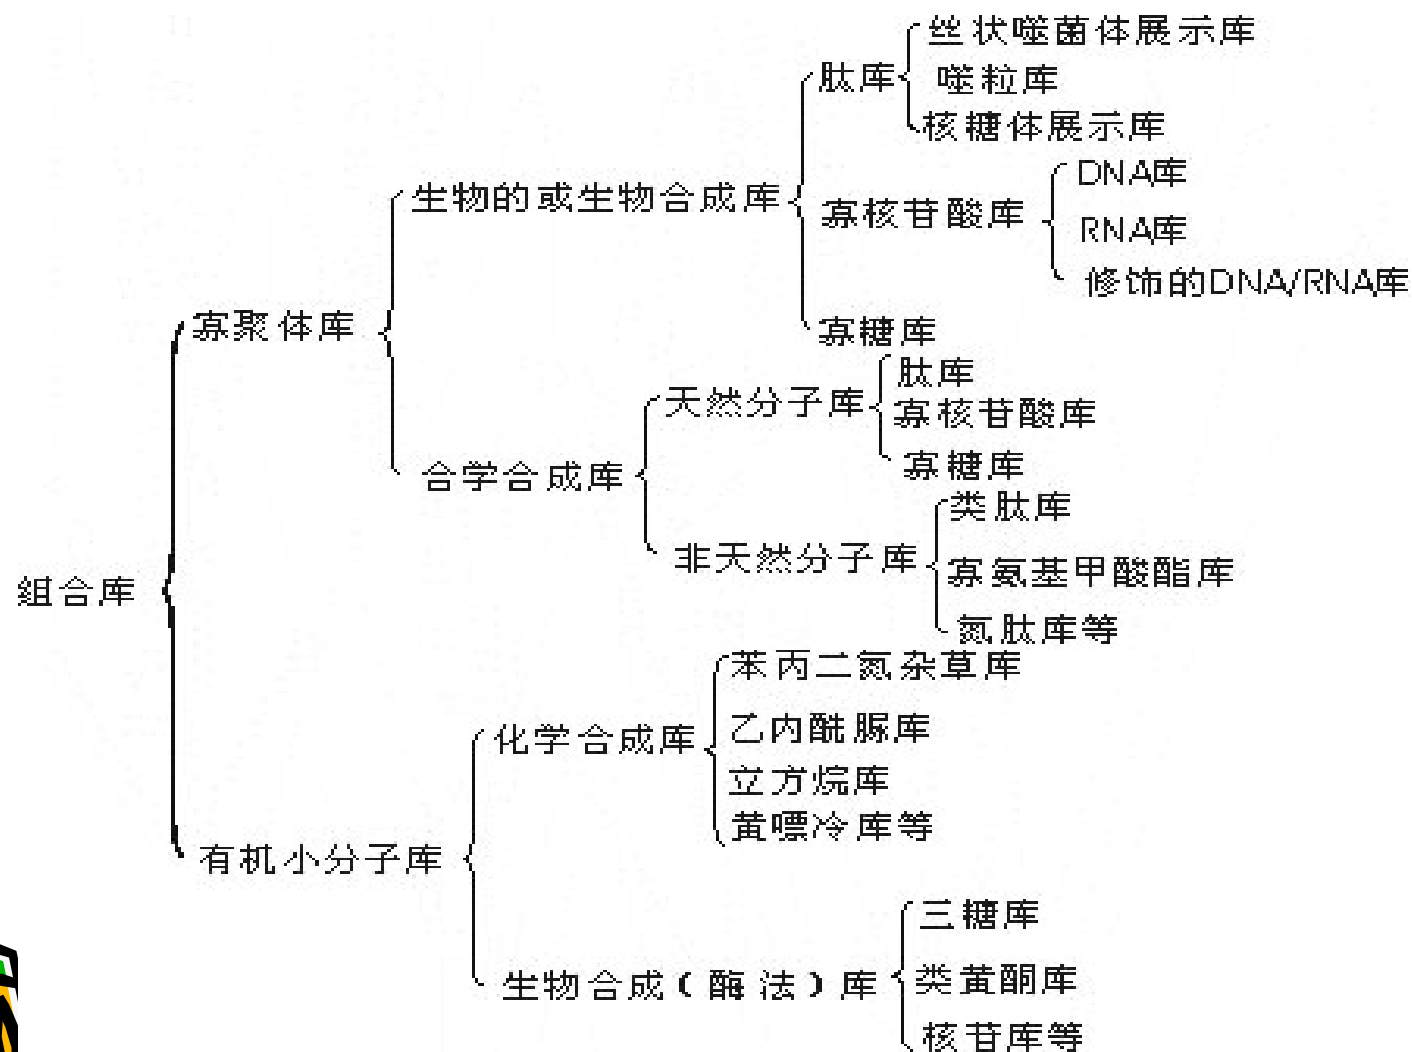 丝状噬菌体展示库
肽库
噬粒库
核糖体展示库
DNA库
生物的或生物合成库
寡核苷酸库
RNA库
修饰的DNA/RNA库
寡聚体库
寡糖库
肽库
天然分子库
寡核苷酸库
寡糖库
合学合成库
类肽库
非天然分子库
寡氨基甲酸酯库
组合库
氮肽库等
苯丙二氮杂草库
乙内酰脲库
化学合成库
立方烷库
黄嘌冷库等
有机小分子库
三糖库
类黄酮库
生物合成(酶法)库
核苷库等